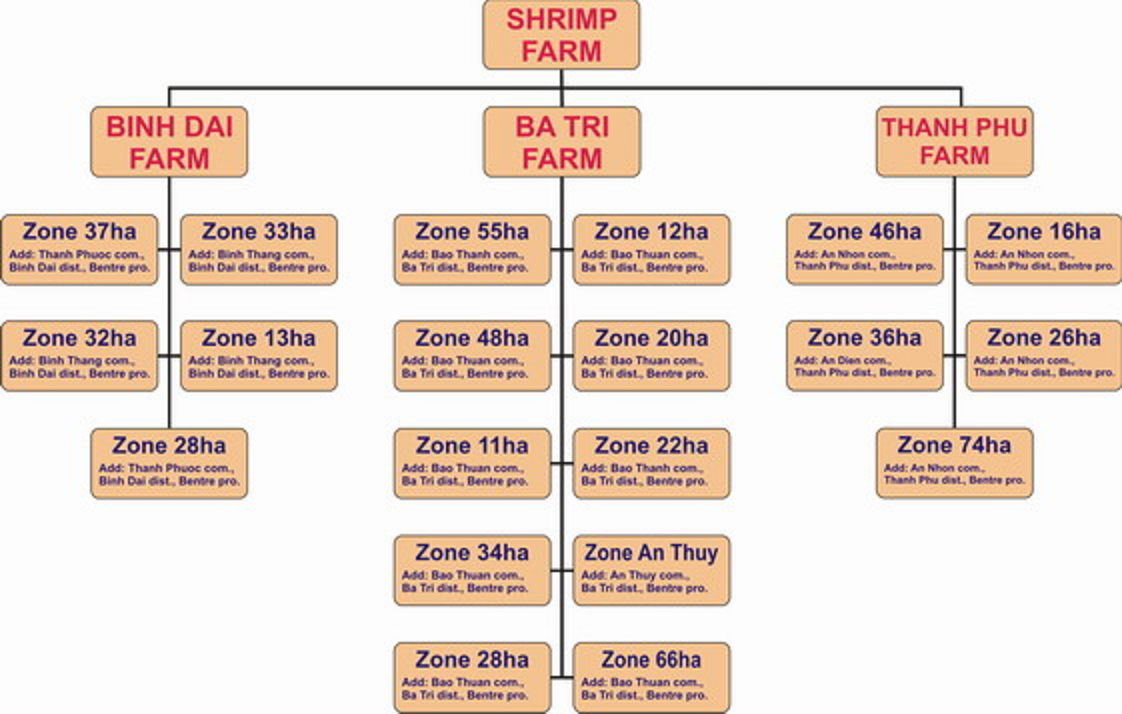 SHRIMP
FARM
BINH DAI
FARM
BA TRI
FARM
THANH PHU
FARM
Zone 37ha
Add: Thanh Phuoc com.,
Binh Dai dist., Bentre pro.
Zone 33ha
Add: Binh Thang com.,
Binh Dai dist., Bentre pro.
Zone 32ha
Add: Binh Thang com.,
Binh Dai dist., Bentre pro.
Zone 13ha
Add: Binh Thang com.,
Binh Dai dist., Bentre pro.
Zone 28ha
Add: Thanh Phuoc com.,
Binh Dai dist., Bentre pro.
Zone 55ha
Add: Bao Thanh com.,
Ba Tri dist., Bentre pro.
Zone 12ha
Add: Bao Thuan com.,
Ba Tri dist., Bentre pro.
Zone 48ha
Add: Bao Thuan com.,
Ba Tri dist., Bentre pro.
Zone 20ha
Add: Bao Thuan com.,
Ba Tri dist., Bentre pro.
Zone 11ha
Add: Bao Thuan com.,
Ba Tri dist., Bentre pro.
Zone 22ha
Add: Bao Thanh com.,
Ba Tri dist., Bentre pro.
Zone 34ha
Add: Bao Thuan com.,
Ba Tri dist., Bentre pro.
Zone An Thuy
Add: An Thuy com.,
Ba Tri dist., Bentre pro.
Zone 28ha
Add: Bao Thuan com.,
Ba Tri dist., Bentre pro.
Zone 66ha
Add: Bao Thuan com.,
Ba Tri dist., Bentre pro.
Zone 46ha
Add: An Nhon com.,
Thanh Phu dist., Bentre pro.
Zone 16ha
Add: An Nhon com.,
Thanh Phu dist., Bentre pro.
Zone 36ha
Add: An Dien com.,
Thanh Phu dist., Bentre pro.
Zone 26ha
Add: An Nhon com.,
Thanh Phu dist., Bentre pro.
Zone 74ha
Add: An Nhon com.,
Thanh Phu dist., Bentre pro.